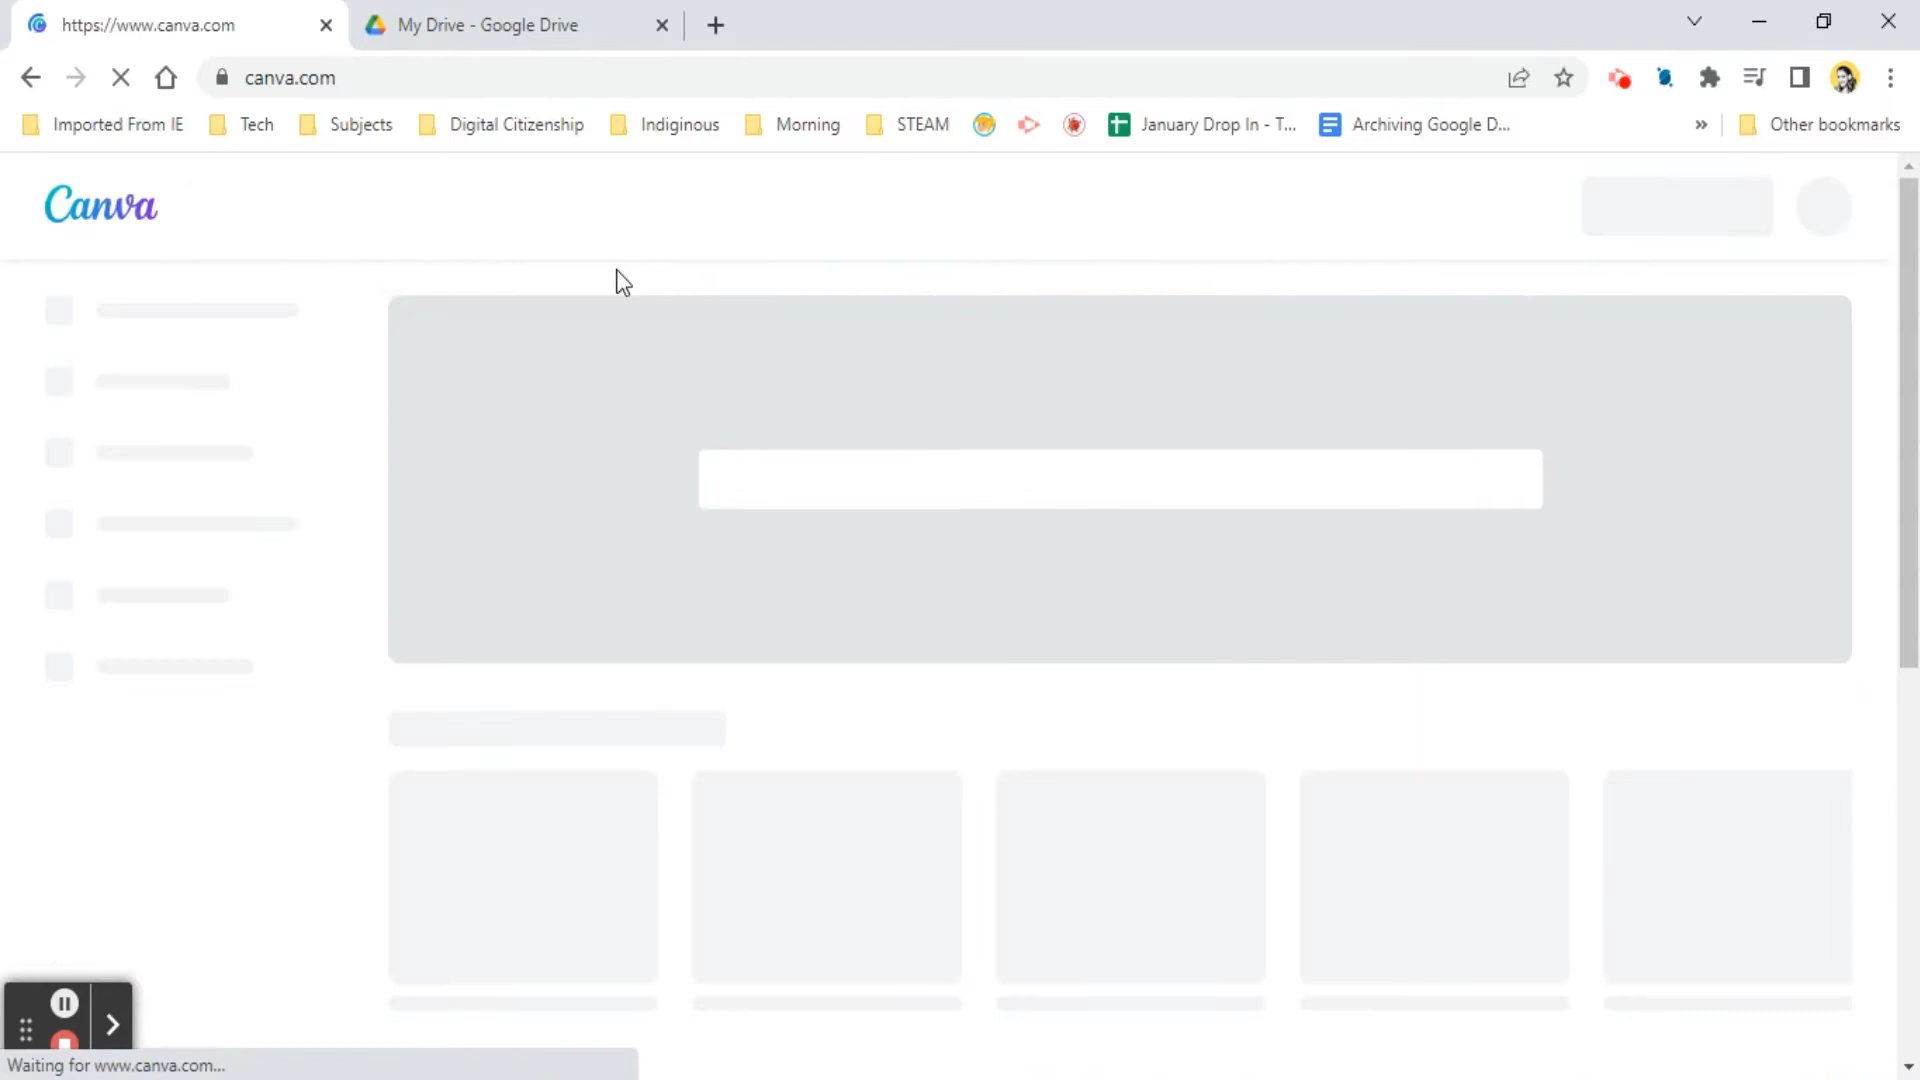 https://www.canva.com
My Drive - Google Drive
canva.com
Imported From IE
Tech
Subjects
Digital Citizenship
Indiginous
Morning
STEAM
January Drop In - T...
Archiving Google D...
Other bookmarks
Canva
Waiting for www.canva.com...